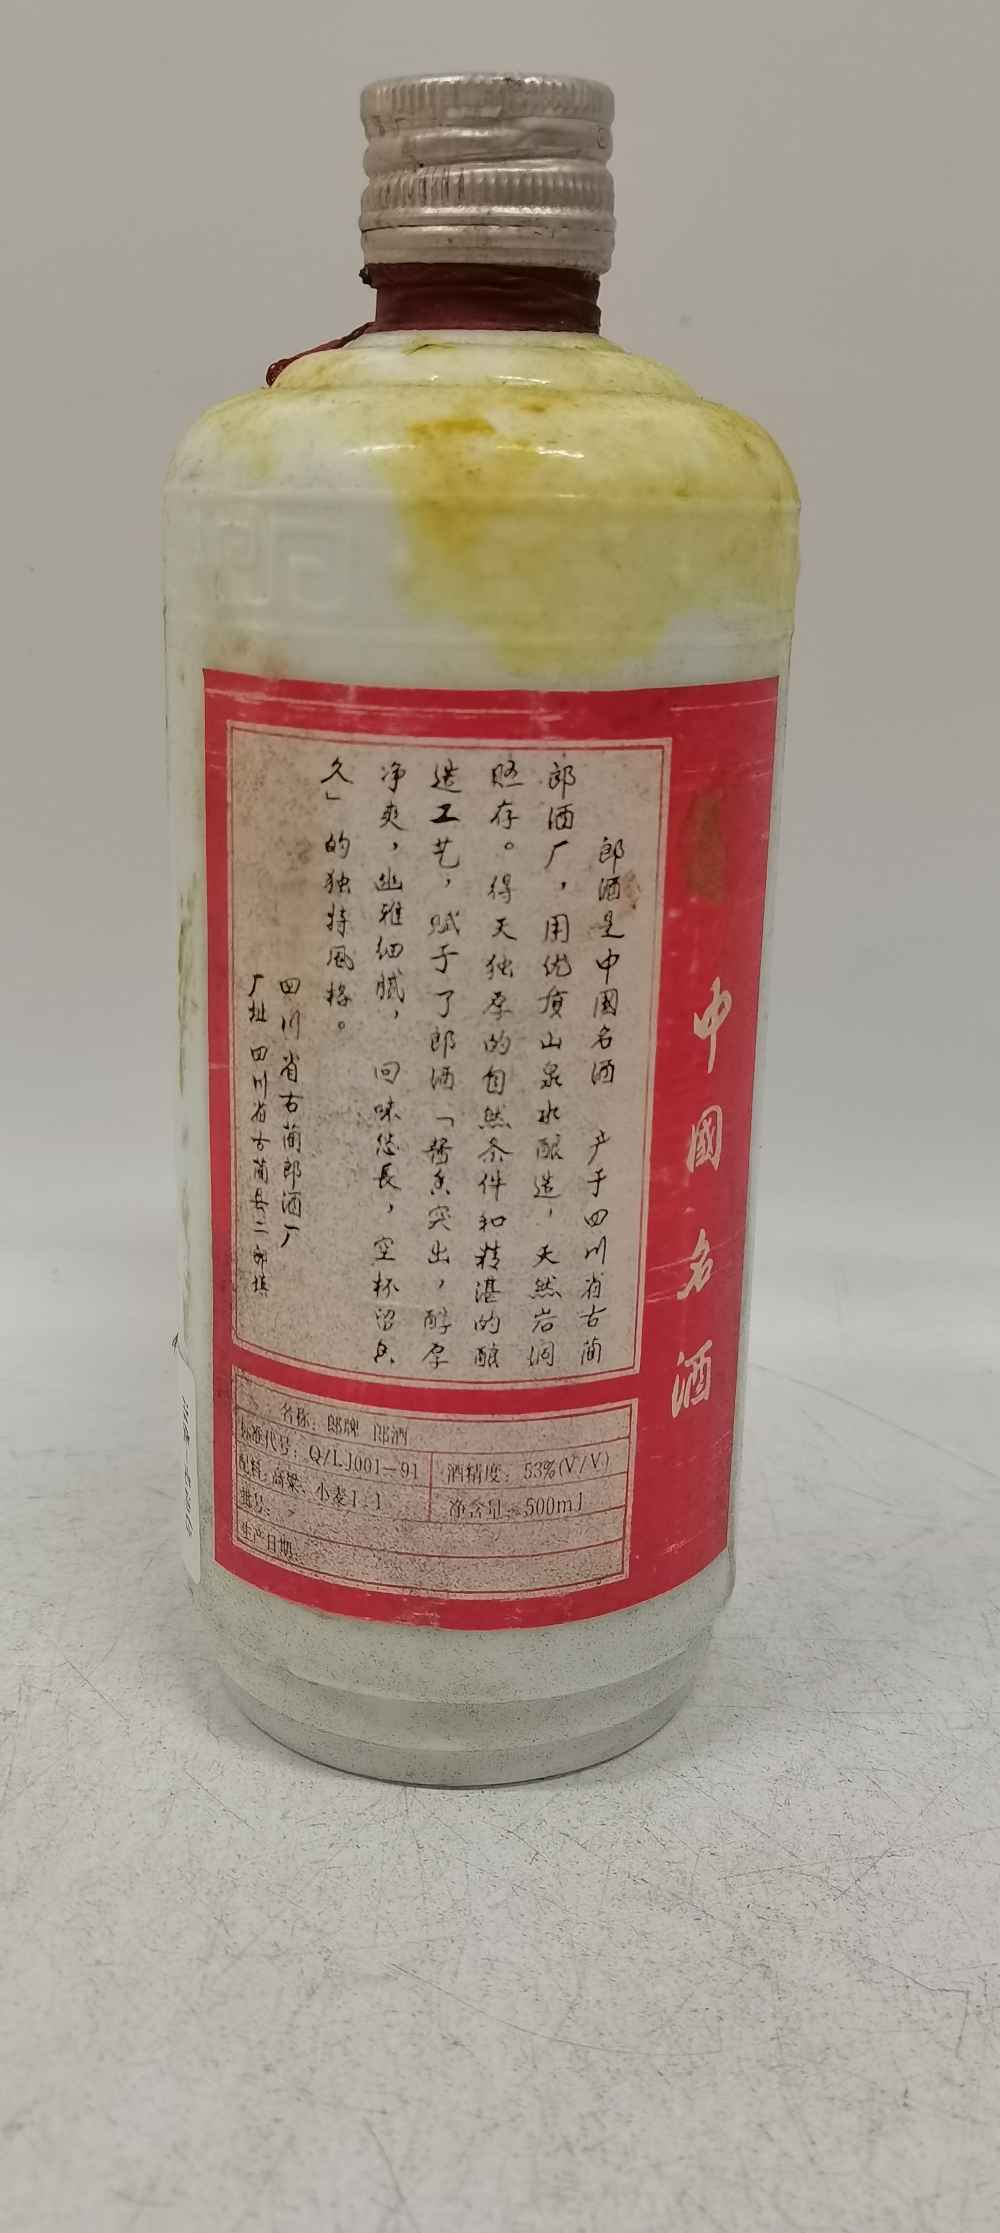 中國名酒
郎酒是中国名酒 产于四川省古蔺
郎酒厂，用优质山泉水酿造，天然岩洞
贮存。得天独厚的自然条件和精湛的酿
造工艺，赋于了郎酒「酱香突出，醇厚
净爽，幽雅细腻，回味悠長，空杯留香
久」的独特风格。
四川省古蔺郎酒厂
厂址 四川省古蔺县二郎镇
名称：郎牌 郎酒
标准代号：Q/LJ001-91 酒精度：53%(V/V)
配料：高粱、小麦1：1 净含量：500ml
批号：
生产日期：